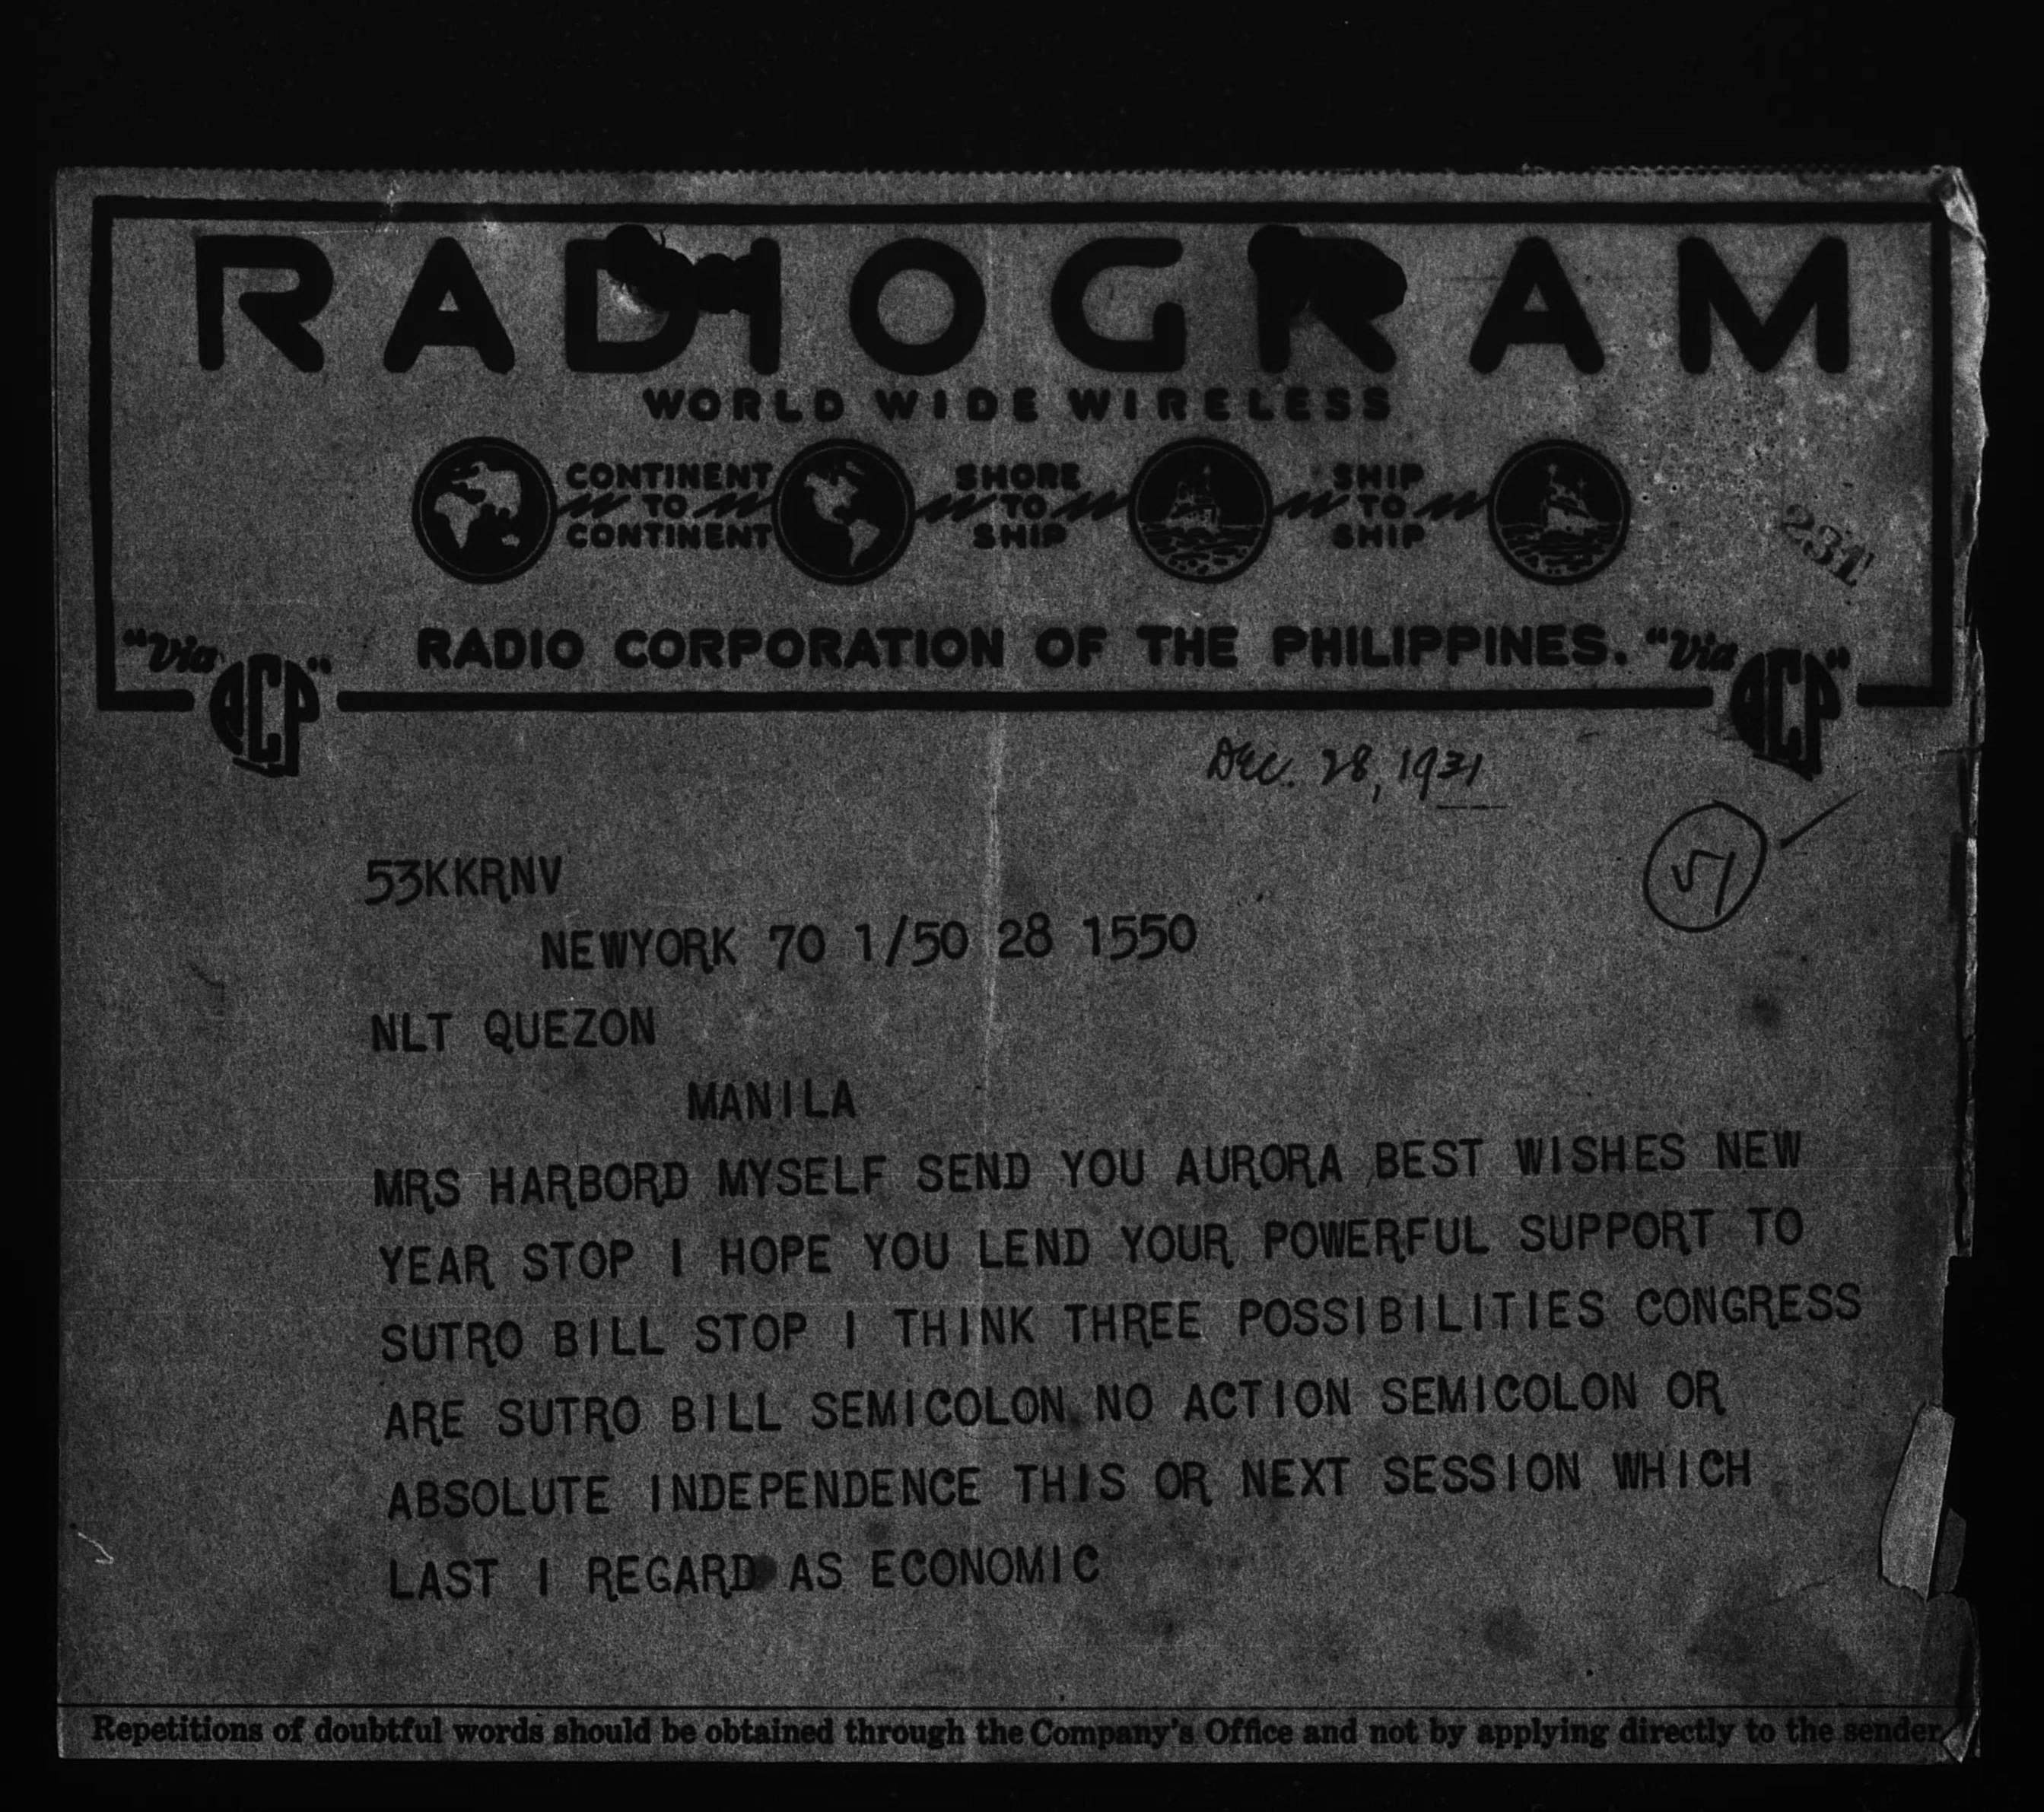 RADIOGRAM
WORLD WIDE WIRELESS
CONTINENT TO CONTINENT
SHORE TO SHIP
SHIP TO SHIP
231
"Via RCP"
RADIO CORPORATION OF THE PHILIPPINES.
"Via RCP"
Dec. 28, 1931
57
53KKRNV
NEWYORK 70 1/50 28 1550
NLT QUEZON
MANILA
MRS HARBORD MYSELF SEND YOU AURORA BEST WISHES NEW
YEAR STOP I HOPE YOU LEND YOUR POWERFUL SUPPORT TO
SUTRO BILL STOP I THINK THREE POSSIBILITIES CONGRESS
ARE SUTRO BILL SEMICOLON NO ACTION SEMICOLON OR
ABSOLUTE INDEPENDENCE THIS OR NEXT SESSION WHICH
LAST I REGARD AS ECONOMIC
Repetitions of doubtful words should be obtained through the Company's Office and not by applying directly to the sender